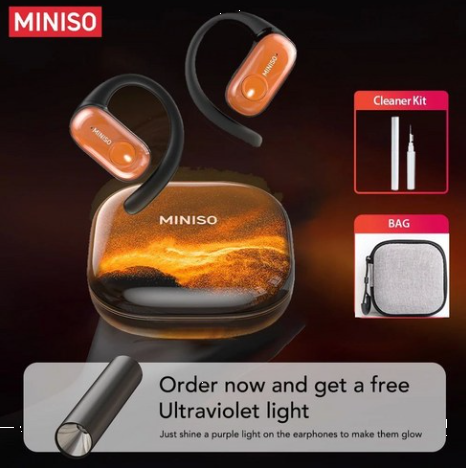 MINISO
MINISO
MINISO
Cleaner Kit
MINISO
BAG
Order now and get a free
Ultraviolet light
Just shine a purple light on the earphones to make them glow